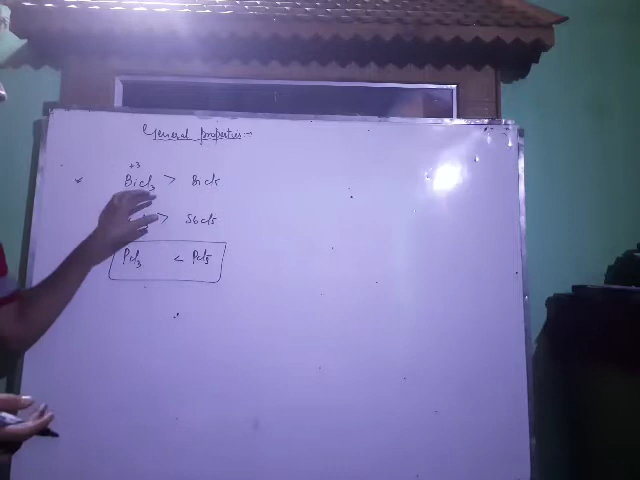 General properties:-
+3
* BiCl3 > BiCl5
> SbCl5
PCl3 < PCl5